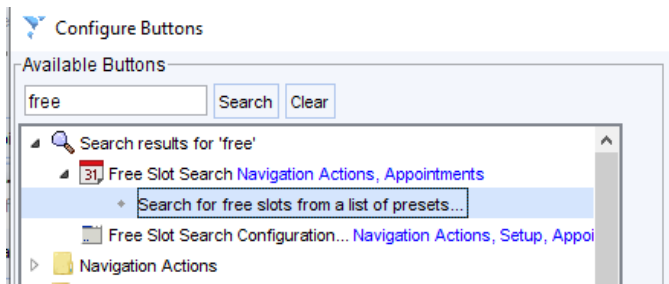 Configure Buttons
Available Buttons
free Search Clear
Search results for 'free'
31 Free Slot Search Navigation Actions, Appointments
Search for free slots from a list of presets...
Free Slot Search Configuration... Navigation Actions, Setup, Appoi
Navigation Actions